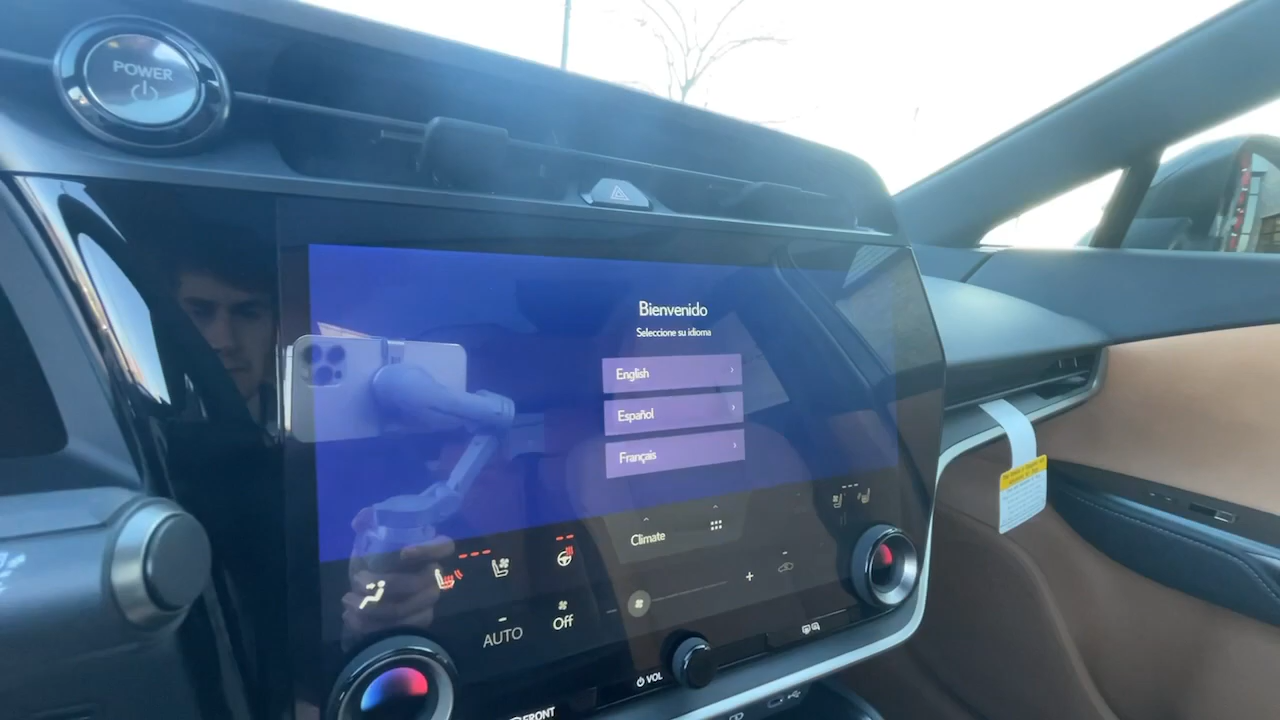 POWER
Bienvenido
Seleccione su idioma
English
Español
Français
Climate
AUTO
Off
VOL
FRONT